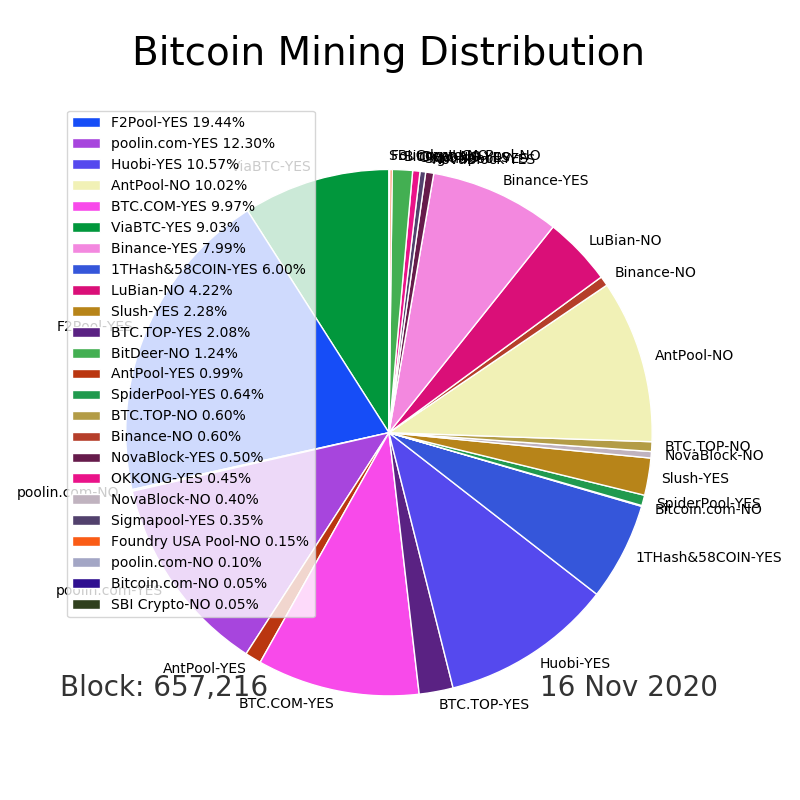 Bitcoin Mining Distribution
F2Pool-YES 19.44%
poolin.com-YES 12.30%
Huobi-YES 10.57%
AntPool-NO 10.02%
BTC.COM-YES 9.97%
ViaBTC-YES 9.03%
Binance-YES 7.99%
1THash&58COIN-YES 6.00%
LuBian-NO 4.22%
Slush-YES 2.28%
BTC.TOP-YES 2.08%
BitDeer-NO 1.24%
AntPool-YES 0.99%
SpiderPool-YES 0.64%
BTC.TOP-NO 0.60%
Binance-NO 0.60%
NovaBlock-YES 0.50%
OKKONG-YES 0.45%
NovaBlock-NO 0.40%
Sigmapool-YES 0.35%
Foundry USA Pool-NO 0.15%
poolin.com-NO 0.10%
Bitcoin.com-NO 0.05%
SBI Crypto-NO 0.05%
ViaBTC-YES
F2Pool-YES
poolin.com-NO
poolin.com-YES
AntPool-YES
BTC.COM-YES
BTC.TOP-YES
Huobi-YES
1THash&58COIN-YES
Bitcoin.com-NO
SpiderPool-YES
Slush-YES
NovaBlock-NO
BTC.TOP-NO
AntPool-NO
Binance-NO
LuBian-NO
Binance-YES
NovaBlock-YES
Block: 657,216
16 Nov 2020